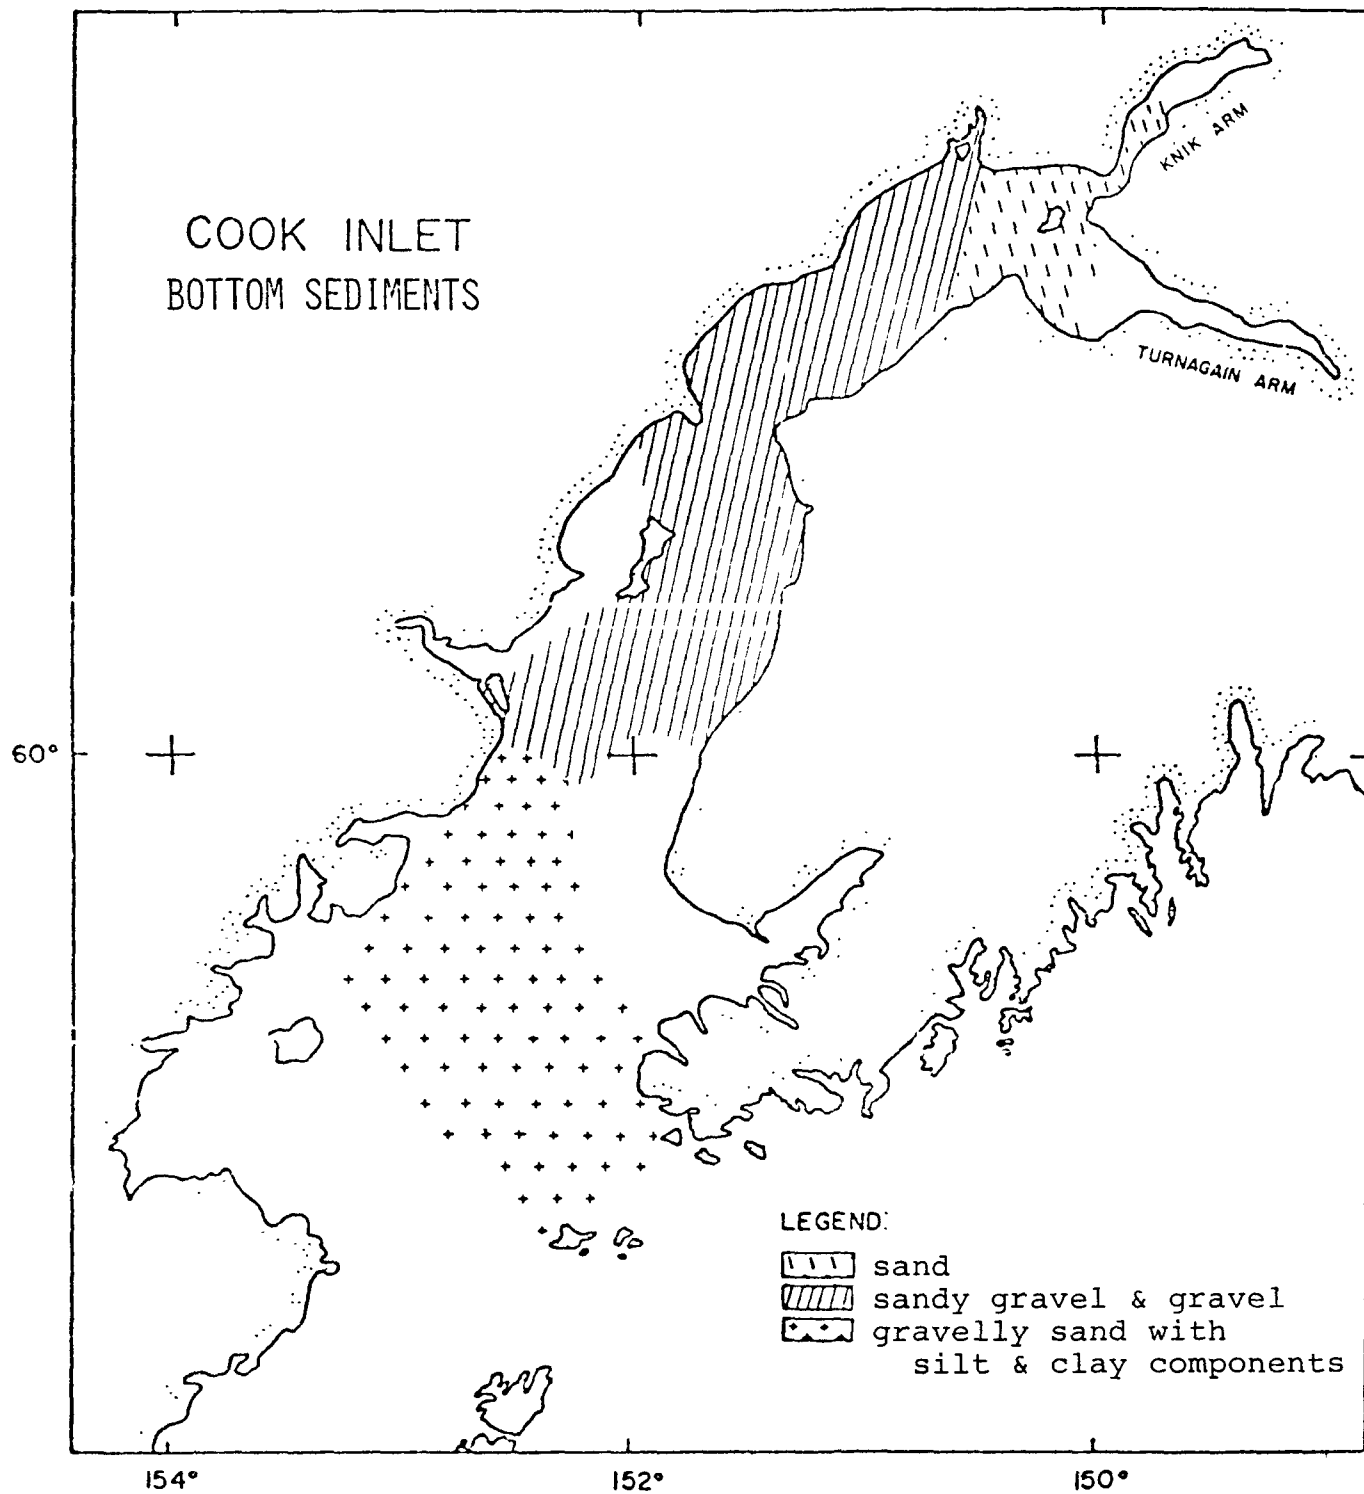 COOK INLET
BOTTOM SEDIMENTS
KNIK ARM
TURNAGAIN ARM
60°
LEGEND:
sand
sandy gravel & gravel
gravelly sand with
silt & clay components
154°
152°
150°